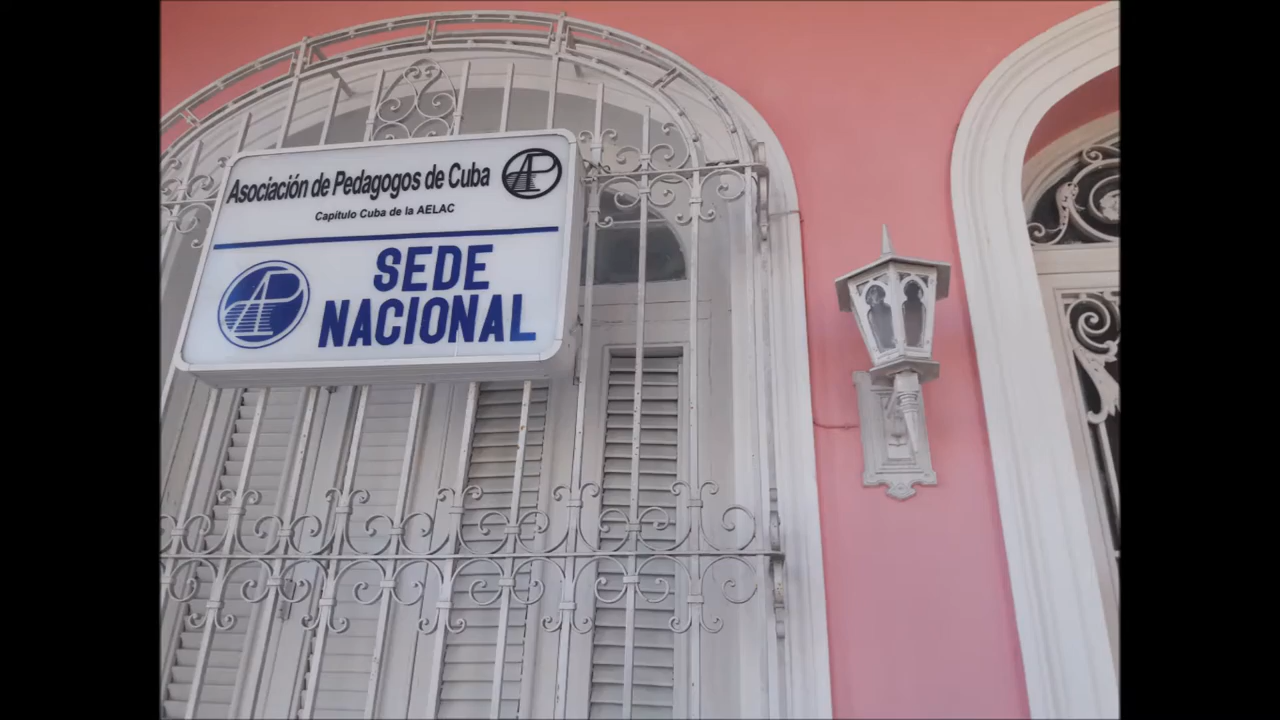 Asociación de Pedagogos de Cuba
Capítulo Cuba de la AELAC
SEDE
NACIONAL